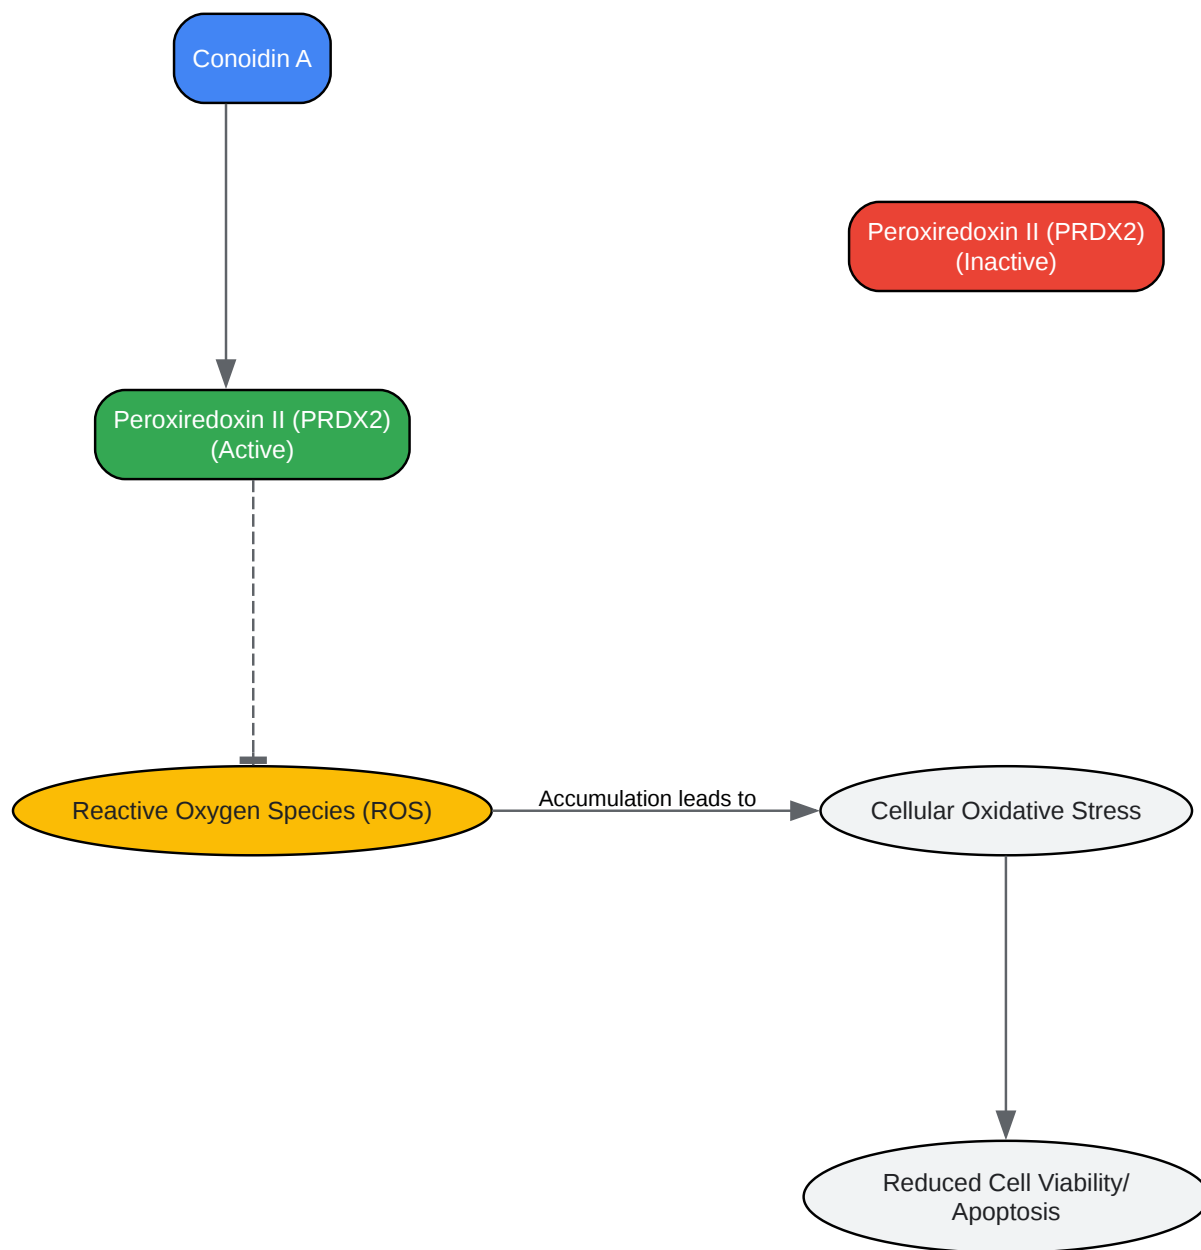 Conoidin A
Peroxiredoxin II (PRDX2)
(Inactive)
Peroxiredoxin II (PRDX2)
(Active)
Reactive Oxygen Species (ROS)
Accumulation leads to
Cellular Oxidative Stress
Reduced Cell Viability/
Apoptosis